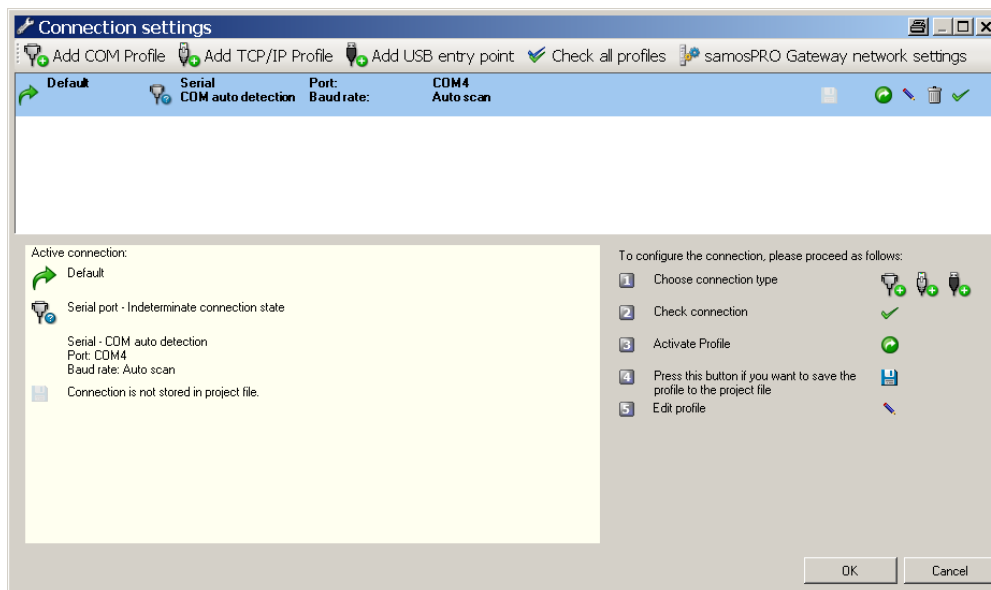 Connection settings
Add COM Profile Add TCP/IP Profile Add USB entry point Check all profiles samosPRO Gateway network settings
Default Serial Port: COM4
COM auto detection Baud rate: Auto scan
Active connection:
Default
Serial port - Indeterminate connection state
Serial - COM auto detection
Port: COM4
Baud rate: Auto scan
Connection is not stored in project file.
To configure the connection, please proceed as follows:
1 Choose connection type
2 Check connection
3 Activate Profile
4 Press this button if you want to save the
profile to the project file
5 Edit profile
OK Cancel